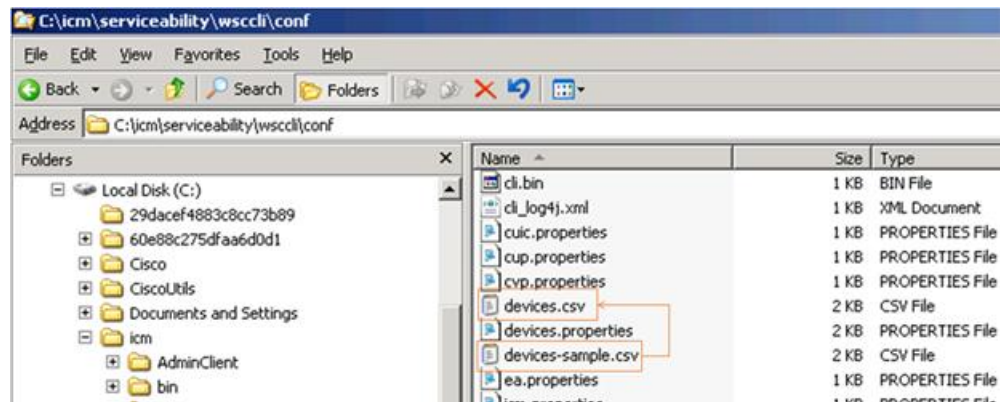 C:\icm\serviceability\wsccli\conf
File Edit View Favorites Tools Help
Back Search Folders
Address C:\icm\serviceability\wsccli\conf
Folders
Local Disk (C:)
29dacef4883c8cc73b89
60e88c275dfaa6d0d1
Cisco
CiscoUtils
Documents and Settings
icm
AdminClient
bin
Name Size Type
cli.bin 1 KB BIN File
cli_log4j.xml 1 KB XML Document
cuic.properties 1 KB PROPERTIES File
cup.properties 1 KB PROPERTIES File
cvp.properties 1 KB PROPERTIES File
devices.csv 2 KB CSV File
devices.properties 2 KB PROPERTIES File
devices-sample.csv 2 KB CSV File
ea.properties 1 KB PROPERTIES File